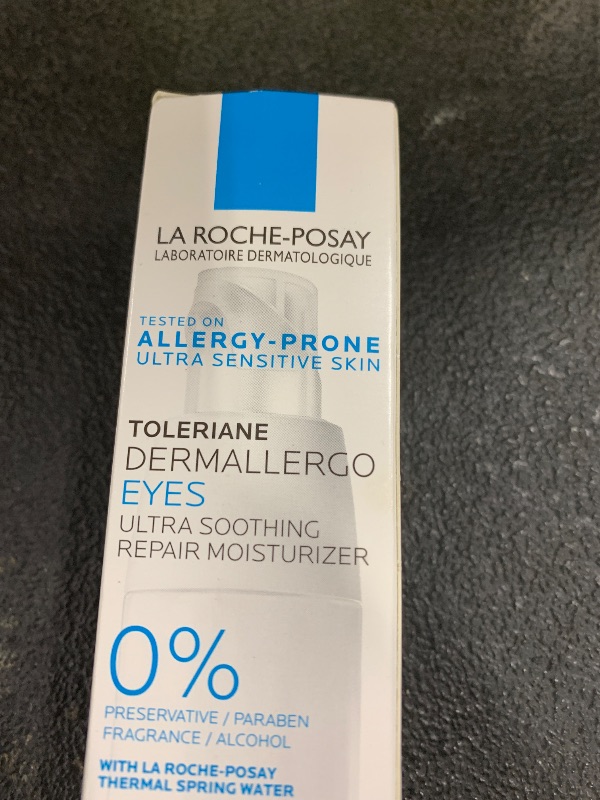 LA ROCHE-POSAY
LABORATOIRE DERMATOLOGIQUE
TESTED ON
ALLERGY-PRONE
ULTRA SENSITIVE SKIN
TOLERIANE
DERMALLERGO
EYES
ULTRA SOOTHING
REPAIR MOISTURIZER
0%
PRESERVATIVE / PARABEN
FRAGRANCE / ALCOHOL
WITH LA ROCHE-POSAY
THERMAL SPRING WATER